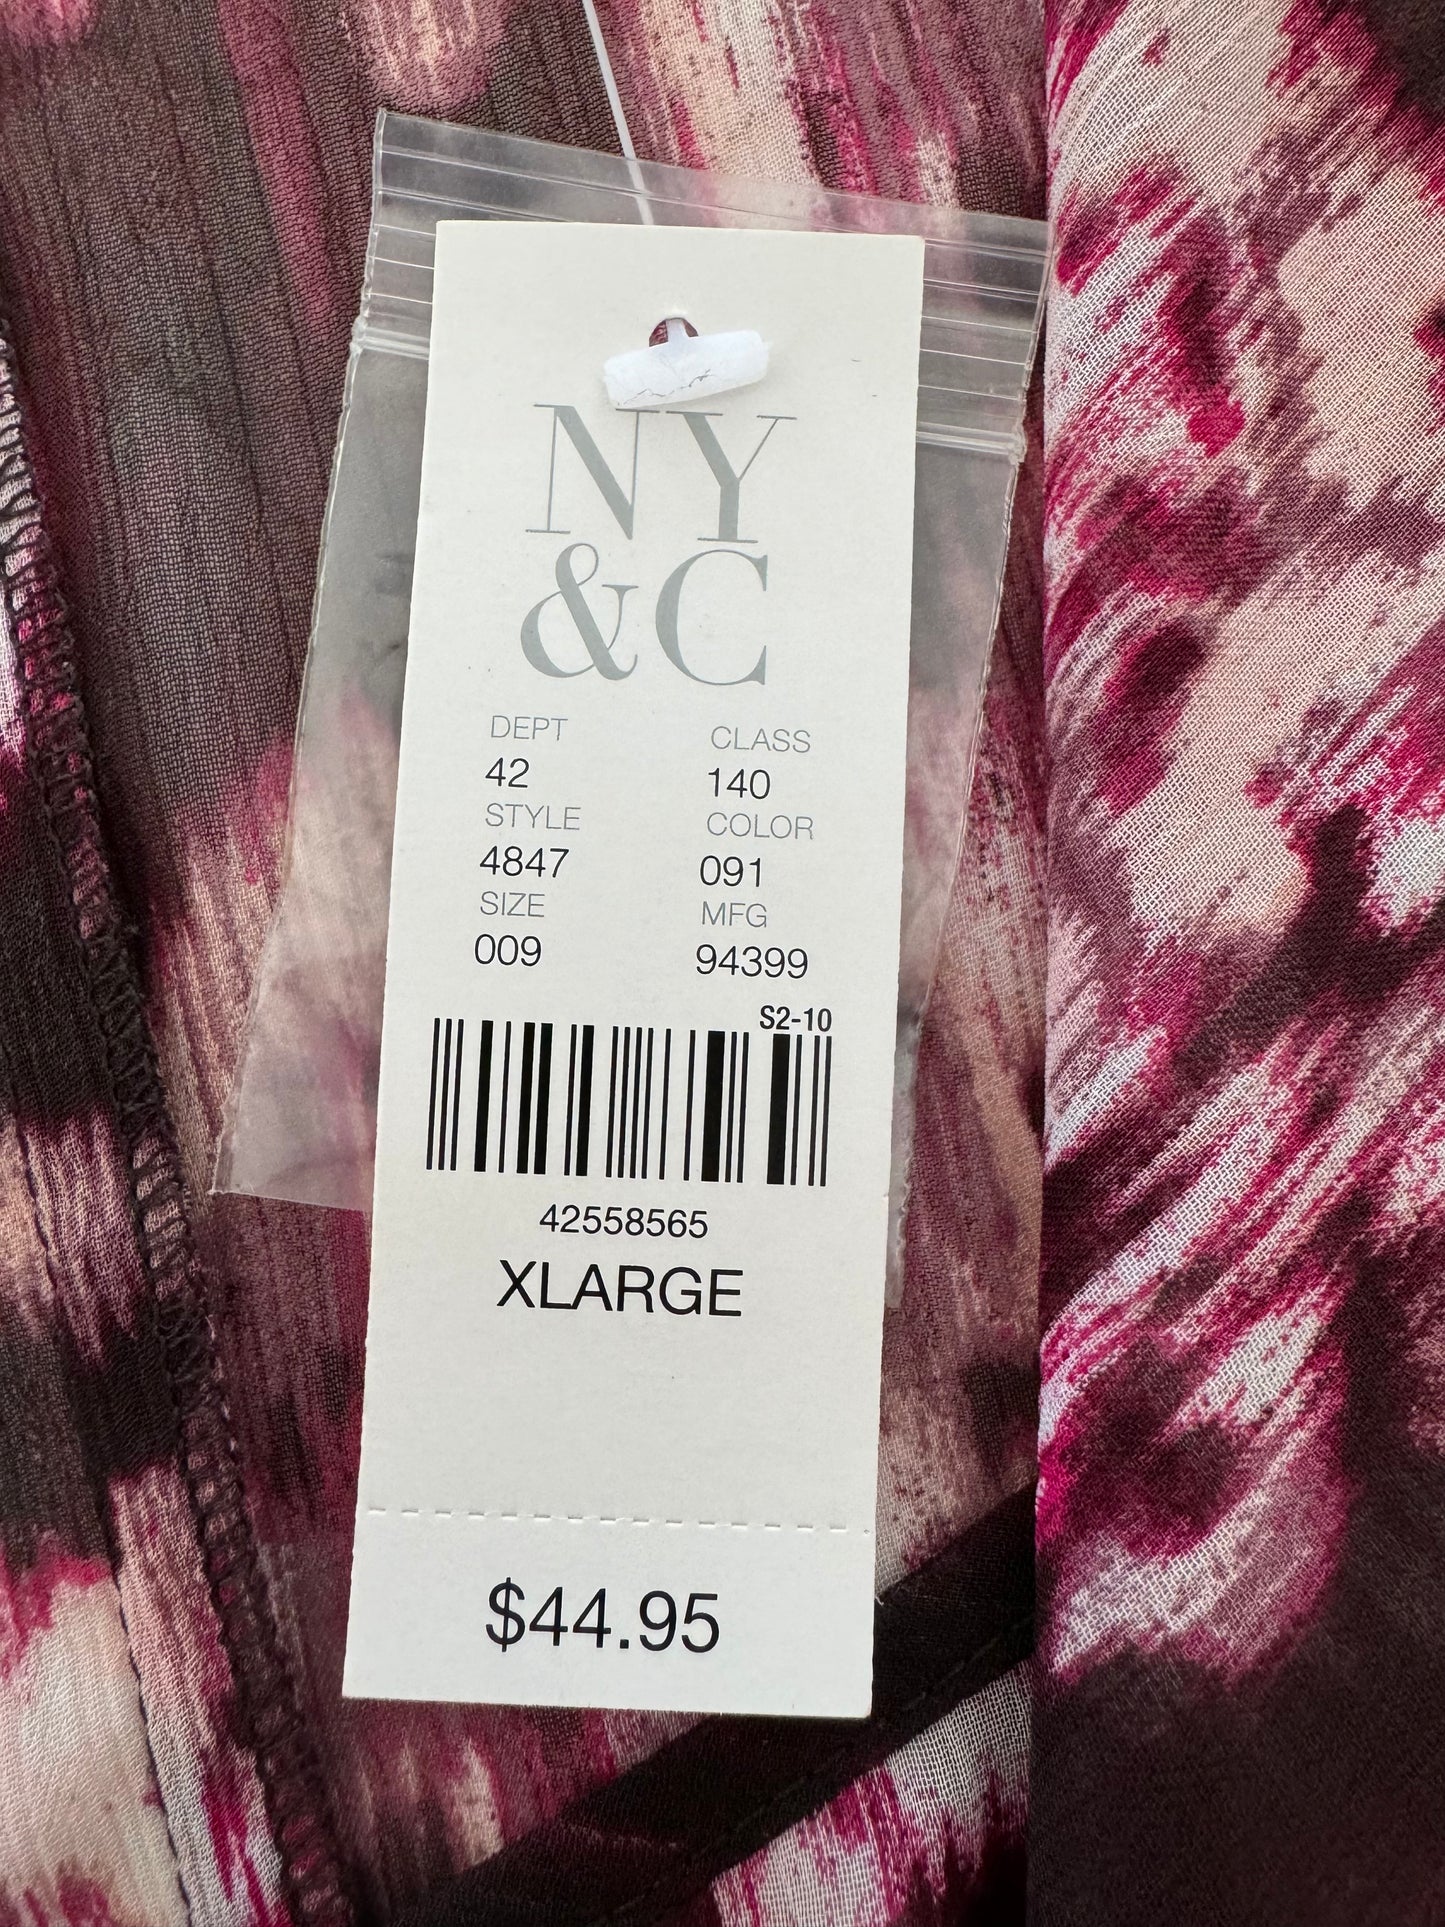 NY
&C
DEPT CLASS
42 140
STYLE COLOR
4847 091
SIZE MFG
009 94399
S2-10
42558565
XLARGE
$44.95